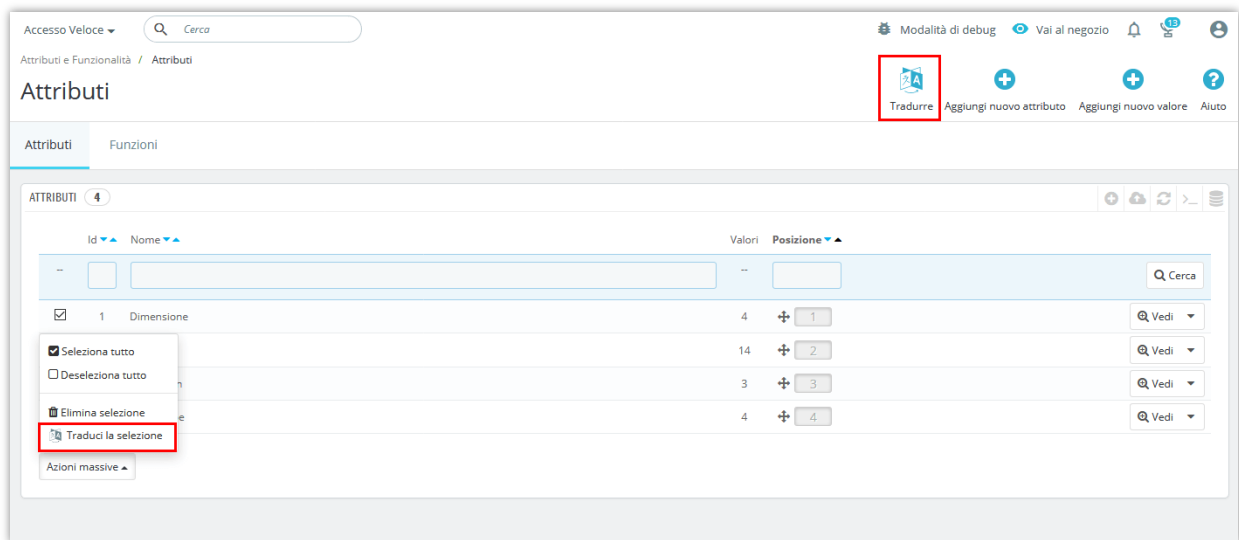 Accesso Veloce
Cerca
Modalità di debug
Vai al negozio
13
Attributi e Funzionalità / Attributi
Attributi
Tradurre
Aggiungi nuovo attributo
Aggiungi nuovo valore
Aiuto
Attributi
Funzioni
ATTRIBUTI 4
Id Nome Valori Posizione
-- -- Cerca
1 Dimensione 4 1 Vedi
Seleziona tutto
14 2 Vedi
Deseleziona tutto
n 3 3 Vedi
Elimina selezione
e 4 4 Vedi
Traduci la selezione
Azioni massive